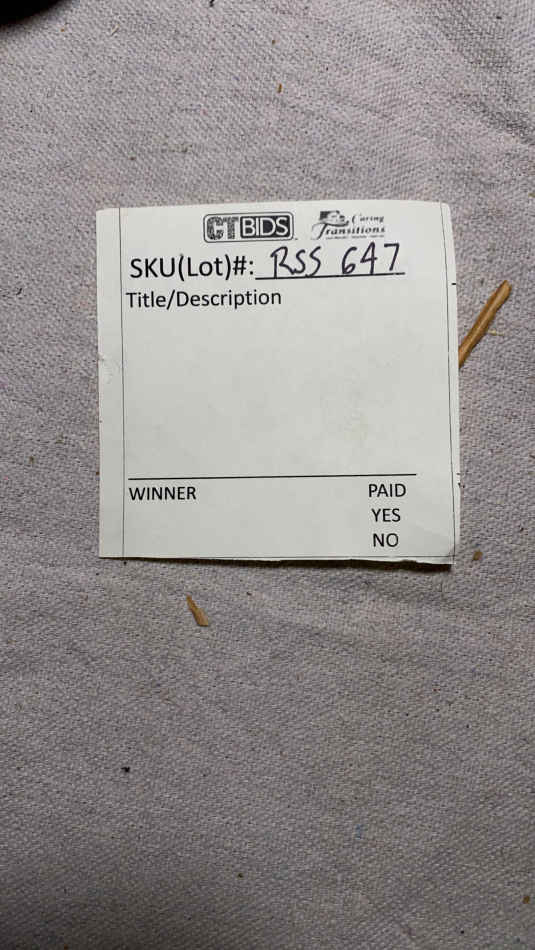 CTBIDS Caring Transitions
SKU(Lot)#: RSS 647
Title/Description
WINNER PAID
YES
NO